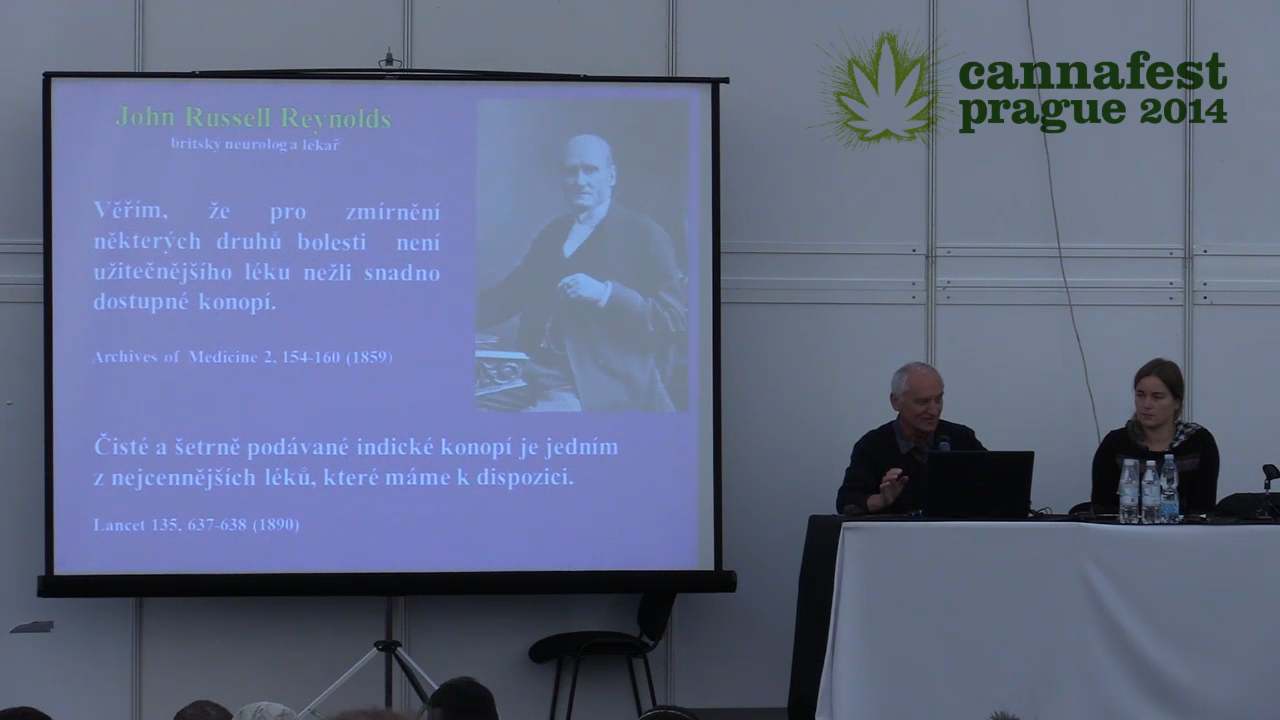 John Russell Reynolds
britský neurolog a lékař
Věřím, že pro zmírnění
některých druhů bolesti není
užitečnějšího léku nežli snadno
dostupné konopí.
Archives of Medicine 2, 154-160 (1859)
Čisté a šetrně podávané indické konopí je jedním
z nejcennějších léků, které máme k dispozici.
Lancet 135, 637-638 (1890)
cannafest
prague 2014